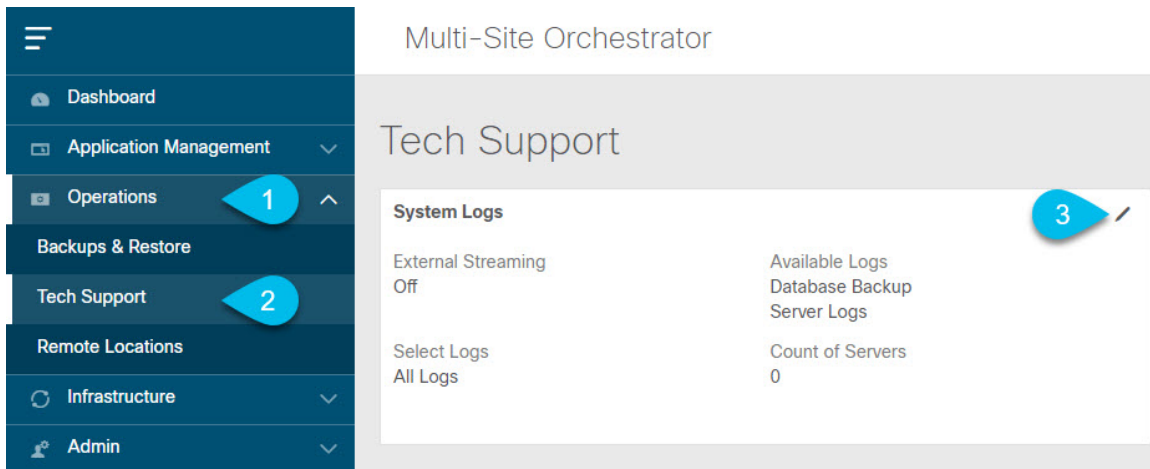 Multi-Site Orchestrator
Dashboard
Application Management
Operations
1
Backups & Restore
Tech Support
2
Remote Locations
Infrastructure
Admin
Tech Support
System Logs
3
External Streaming
Off
Available Logs
Database Backup
Server Logs
Select Logs
All Logs
Count of Servers
0